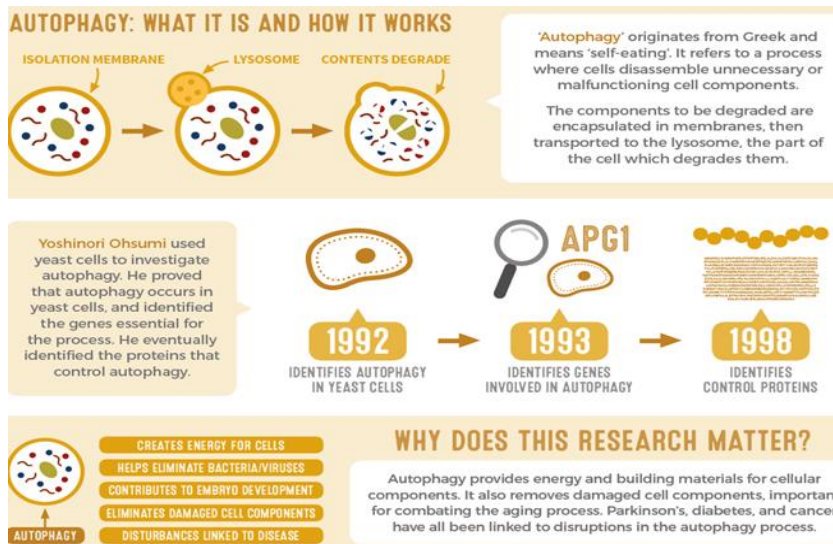 AUTOPHAGY: WHAT IT IS AND HOW IT WORKS
ISOLATION MEMBRANE
LYSOSOME
CONTENTS DEGRADE
'Autophagy' originates from Greek and
means 'self-eating'. It refers to a process
where cells disassemble unnecessary or
malfunctioning cell components.
The components to be degraded are
encapsulated in membranes, then
transported to the lysosome, the part of
the cell which degrades them.
Yoshinori Ohsumi used
yeast cells to investigate
autophagy. He proved
that autophagy occurs in
yeast cells, and identified
the genes essential for
the process. He eventually
identified the proteins that
control autophagy.
1992
IDENTIFIES AUTOPHAGY
IN YEAST CELLS
APG1
1993
IDENTIFIES GENES
INVOLVED IN AUTOPHAGY
1998
IDENTIFIES
CONTROL PROTEINS
AUTOPHAGY
CREATES ENERGY FOR CELLS
HELPS ELIMINATE BACTERIA/VIRUSES
CONTRIBUTES TO EMBRYO DEVELOPMENT
ELIMINATES DAMAGED CELL COMPONENTS
DISTURBANCES LINKED TO DISEASE
WHY DOES THIS RESEARCH MATTER?
Autophagy provides energy and building materials for cellular
components. It also removes damaged cell components, importan
for combating the aging process. Parkinson's, diabetes, and cancer
have all been linked to disruptions in the autophagy process.